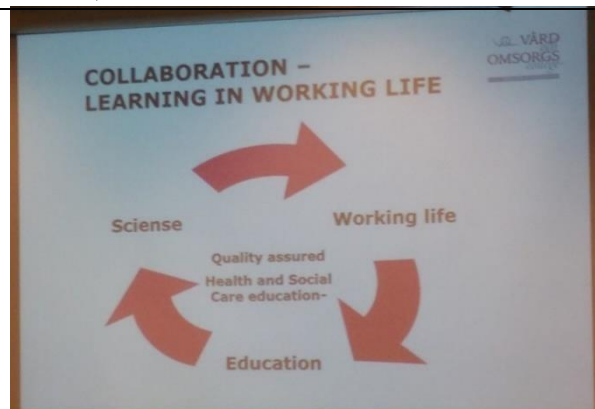 COLLABORATION –
LEARNING IN WORKING LIFE
VÅRD
OMSORGS
Sciense
Working life
Quality assured
Health and Social
Care education-
Education